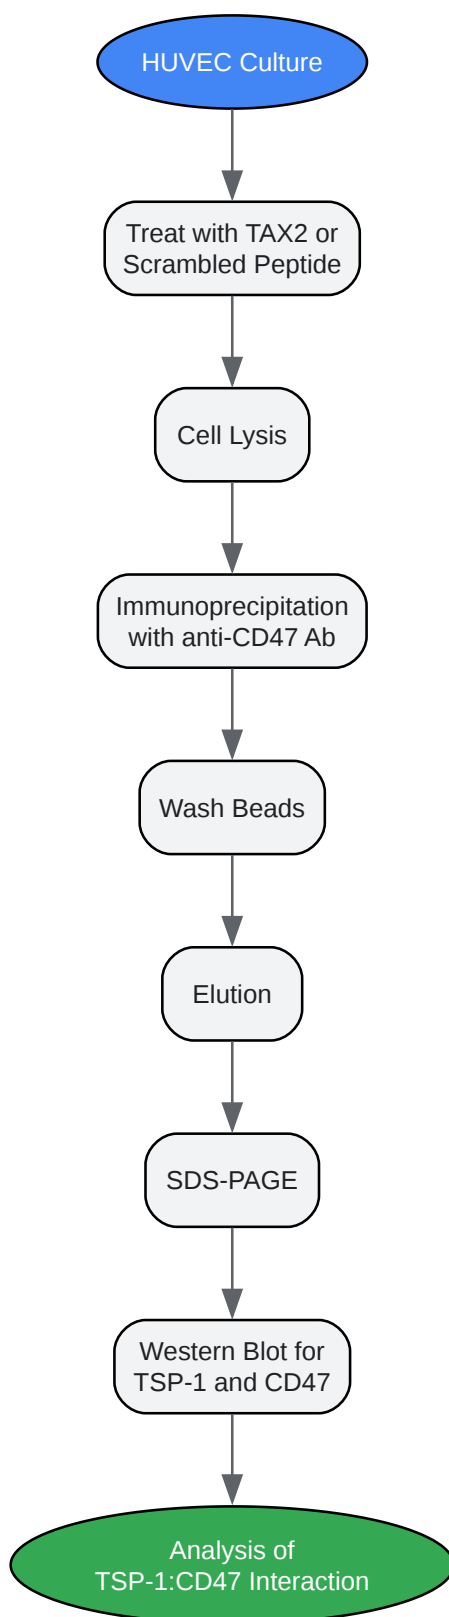 HUVEC Culture
Treat with TAX2 or
Scrambled Peptide
Cell Lysis
Immunoprecipitation
with anti-CD47 Ab
Wash Beads
Elution
SDS-PAGE
Western Blot for
TSP-1 and CD47
Analysis of
TSP-1:CD47 Interaction